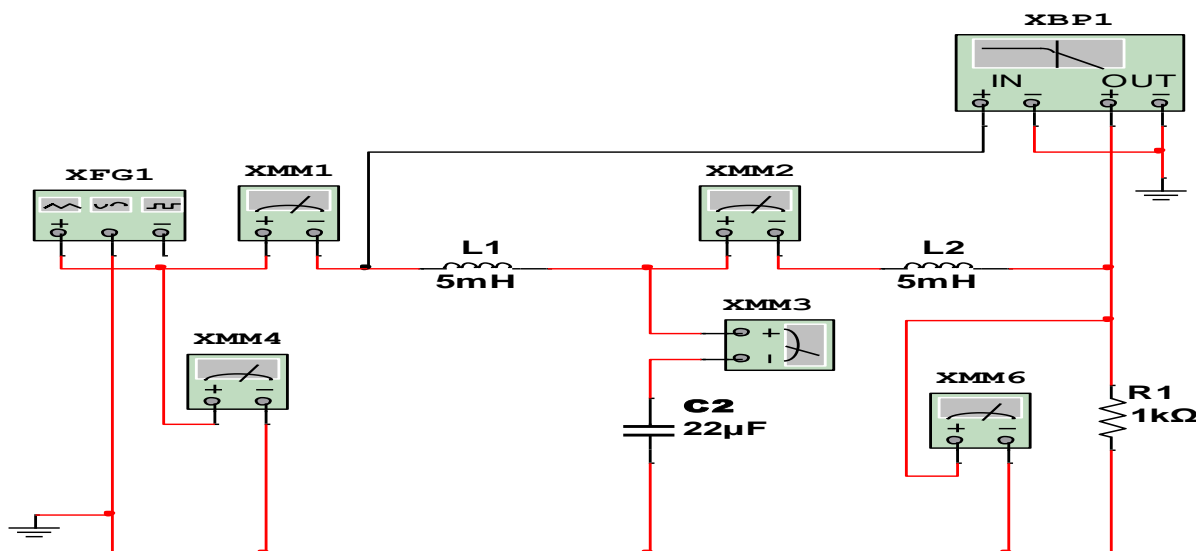 XBP1
IN OUT
+ − + −
XFG1
+ −
XMM1
+ −
XMM2
+ −
L1
5mH
L2
5mH
XMM3
+
−
XMM4
+ −
XMM6
+ −
C2
22µF
R1
1kΩ